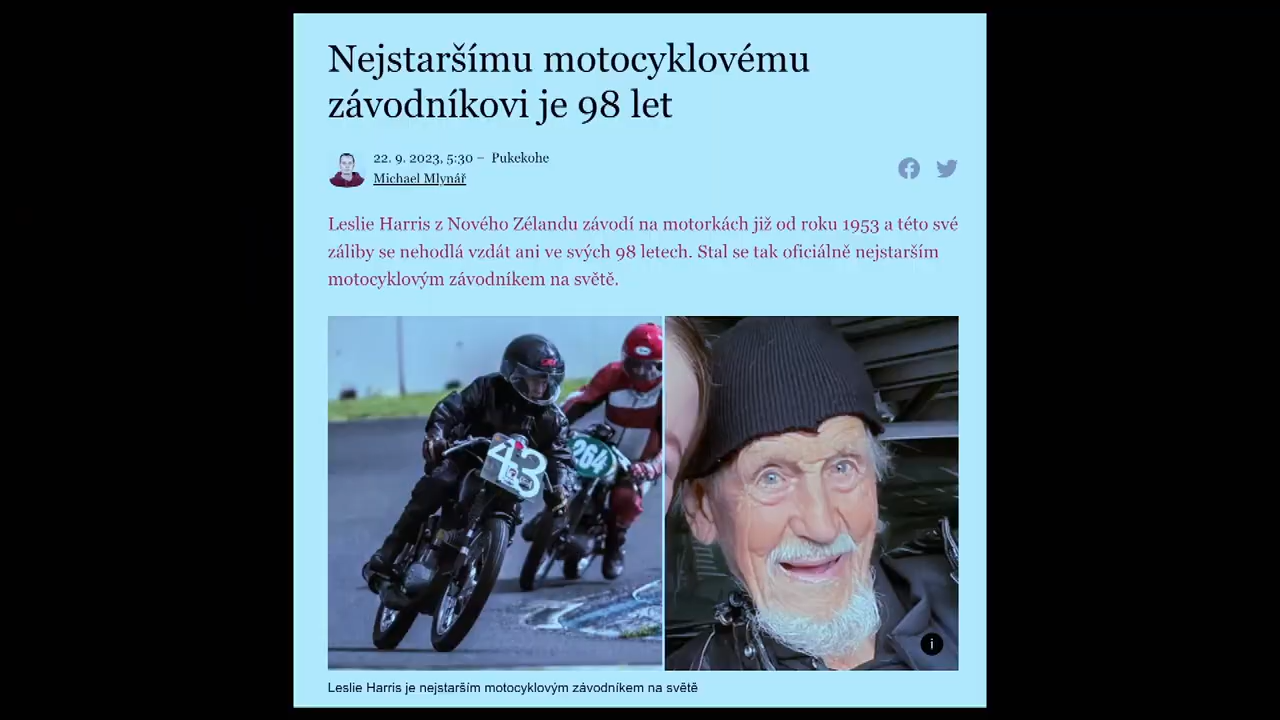 Nejstaršímu motocyklovému
závodníkovi je 98 let
22. 9. 2023, 5:30 – Pukekohe
Michael Mlynář
Leslie Harris z Nového Zélandu závodí na motorkách již od roku 1953 a této své
záliby se nehodlá vzdát ani ve svých 98 letech. Stal se tak oficiálně nejstarším
motocyklovým závodníkem na světě.
43
264
i
Leslie Harris je nejstarším motocyklovým závodníkem na světě